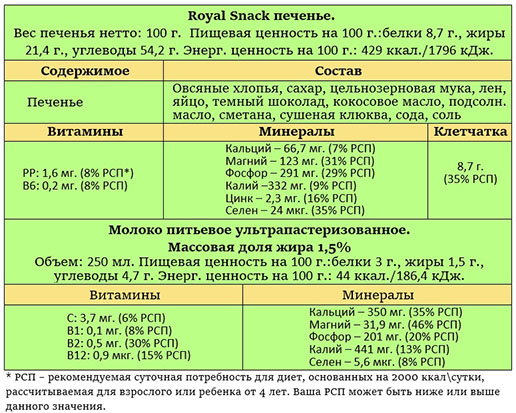 Royal Snack печенье.
Вес печенья нетто: 100 г. Пищевая ценность на 100 г.:белки 8,7 г., жиры
21,4 г., углеводы 54,2 г. Энерг. ценность на 100 г.: 429 ккал./1796 кДж.
Содержимое
Состав
Печенье
Овсяные хлопья, сахар, цельнозерновая мука, лен,
яйцо, темный шоколад, кокосовое масло, подсолн.
масло, сметана, сушеная клюква, сода, соль
Витамины
Минералы
Клетчатка
PP: 1,6 мг. (8% РСП*)
B6: 0,2 мг. (8% РСП)
Кальций – 66,7 мг. (7% РСП)
Магний – 123 мг. (31% РСП)
Фосфор – 291 мг. (29% РСП)
Калий –332 мг. (9% РСП)
Цинк – 2,3 мг. (16% РСП)
Селен – 24 мкг. (35% РСП)
8,7 г.
(35% РСП)
Молоко питьевое ультрапастеризованное.
Массовая доля жира 1,5%
Объем: 250 мл. Пищевая ценность на 100 г.:белки 3 г., жиры 1,5 г.,
углеводы 4,7 г. Энерг. ценность на 100 г.: 44 ккал./186,4 кДж.
Витамины
Минералы
C: 3,7 мг. (6% РСП)
B1: 0,1 мг. (8% РСП)
B2: 0,5 мг. (30% РСП)
B12: 0,9 мкг. (15% РСП)
Кальций – 350 мг. (35% РСП)
Магний – 31,9 мг. (46% РСП)
Фосфор – 201 мг. (20% РСП)
Калий – 441 мг. (13% РСП)
Селен – 5,6 мкг. (8% РСП)
* РСП – рекомендуемая суточная потребность для диет, основанных на 2000 ккал\сутки,
рассчитываемая для взрослого или ребенка от 4 лет. Ваша РСП может быть ниже или выше
данного значения.